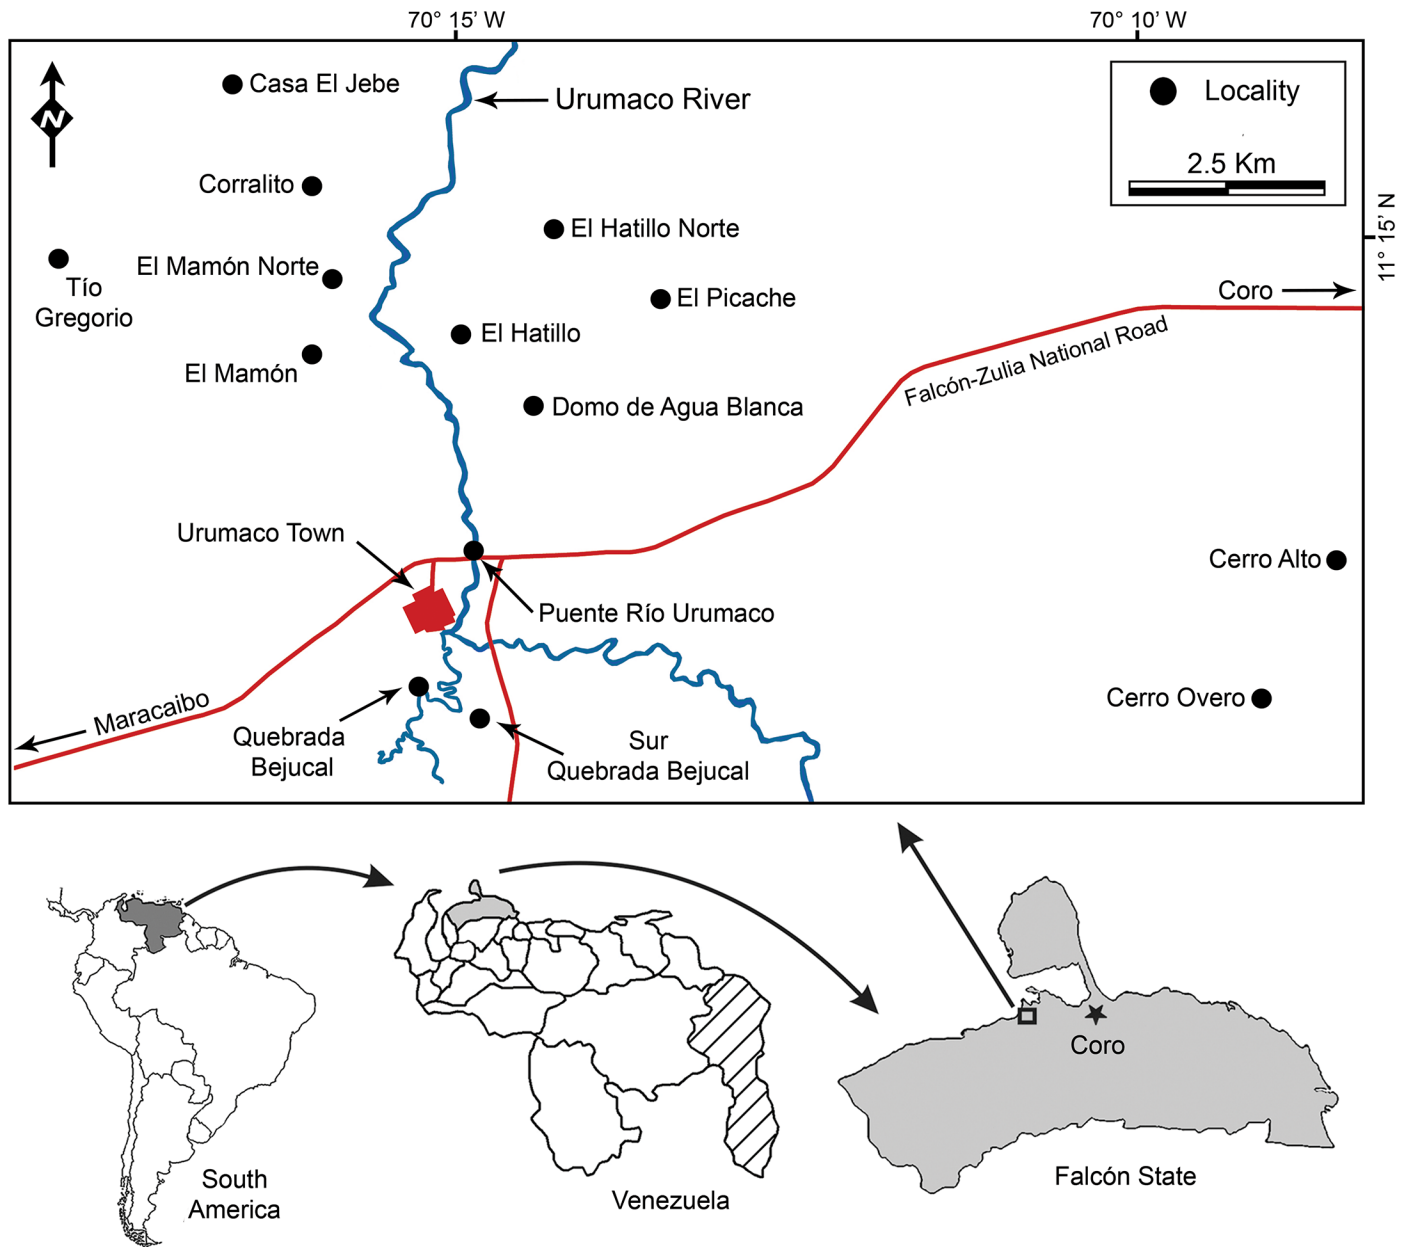 70° 15' W
70° 10' W
Casa El Jebe
Urumaco River
Locality
2.5 Km
N
Corralito
11° 15' N
El Hatillo Norte
El Mamón Norte
Tío
Gregorio
El Picache
Coro
El Hatillo
Falcón-Zulia National Road
El Mamón
Domo de Agua Blanca
Urumaco Town
Cerro Alto
Puente Río Urumaco
Maracaibo
Cerro Overo
Quebrada
Bejucal
Sur
Quebrada Bejucal
Coro
South
America
Venezuela
Falcón State